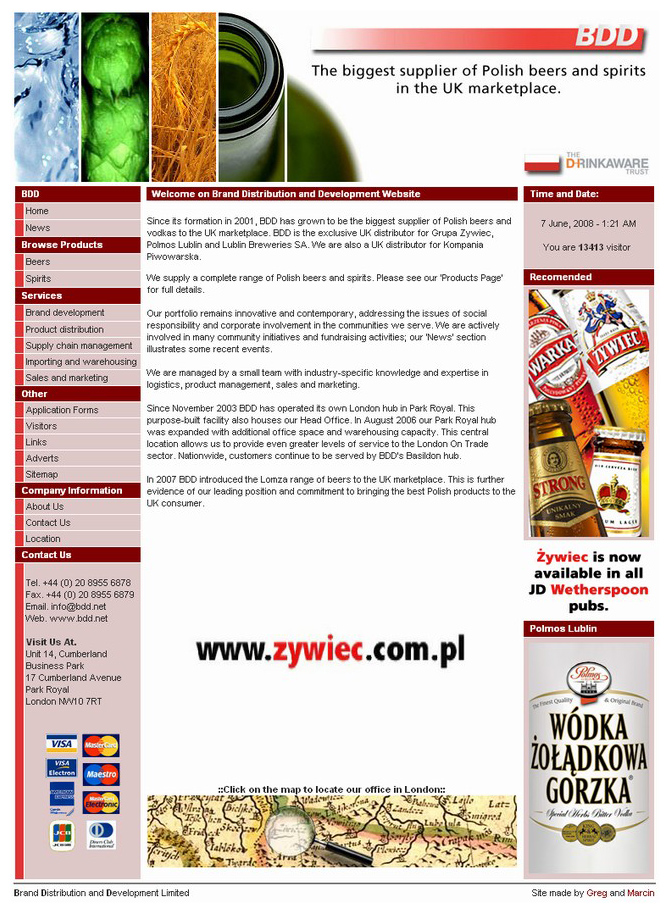 BDD
The biggest supplier of Polish beers and spirits
in the UK marketplace.
THE
DRINKAWARE
TRUST
BDD
Home
News
Browse Products
Beers
Spirits
Services
Brand development
Product distribution
Supply chain management
Importing and warehousing
Sales and marketing
Other
Application Forms
Visitors
Links
Adverts
Sitemap
Company Information
About Us
Contact Us
Location
Contact Us
Tel. +44 (0) 20 8955 6878
Fax. +44 (0) 20 8955 6879
Email. info@bdd.net
Web. www.bdd.net
Visit Us At.
Unit 14, Cumberland
Business Park
17 Cumberland Avenue
Park Royal
London NW10 7RT
VISA
MasterCard
VISA
Electron
Maestro
AMERICAN
EXPRESS
MasterCard
Electronic
JCB
Diners Club
International
Welcome on Brand Distribution and Development Website
Since its formation in 2001, BDD has grown to be the biggest supplier of Polish beers and
vodkas to the UK marketplace. BDD is the exclusive UK distributor for Grupa Zywiec,
Polmos Lublin and Lublin Breweries SA. We are also a UK distributor for Kompania
Piwowarska.
We supply a complete range of Polish beers and spirits. Please see our 'Products Page'
for full details.
Our portfolio remains innovative and contemporary, addressing the issues of social
responsibility and corporate involvement in the communities we serve. We are actively
involved in many community initiatives and fundraising activities; our 'News' section
illustrates some recent events.
We are managed by a small team with industry-specific knowledge and expertise in
logistics, product management, sales and marketing.
Since November 2003 BDD has operated its own London hub in Park Royal. This
purpose-built facility also houses our Head Office. In August 2006 our Park Royal hub
was expanded with additional office space and warehousing capacity. This central
location allows us to provide even greater levels of service to the London On Trade
sector. Nationwide, customers continue to be served by BDD's Basildon hub.
In 2007 BDD introduced the Lomza range of beers to the UK marketplace. This is further
evidence of our leading position and commitment to bringing the best Polish products to the
UK consumer.
www.zywiec.com.pl
::Click on the map to locate our office in London::
Time and Date:
7 June, 2008 - 1:21 AM
You are 13413 visitor
Recomended
WARKA
ŻYWIEC
STRONG
UNIKALNY
SMAK
Żywiec is now
available in all
JD Wetherspoon
pubs.
Polmos Lublin
Polmos
The Finest Quality & Original Brand
WÓDKA
ŻOŁĄDKOWA
GORZKA®
Special Herbs Bitter Vodka
Brand Distribution and Development Limited
Site made by Greg and Marcin